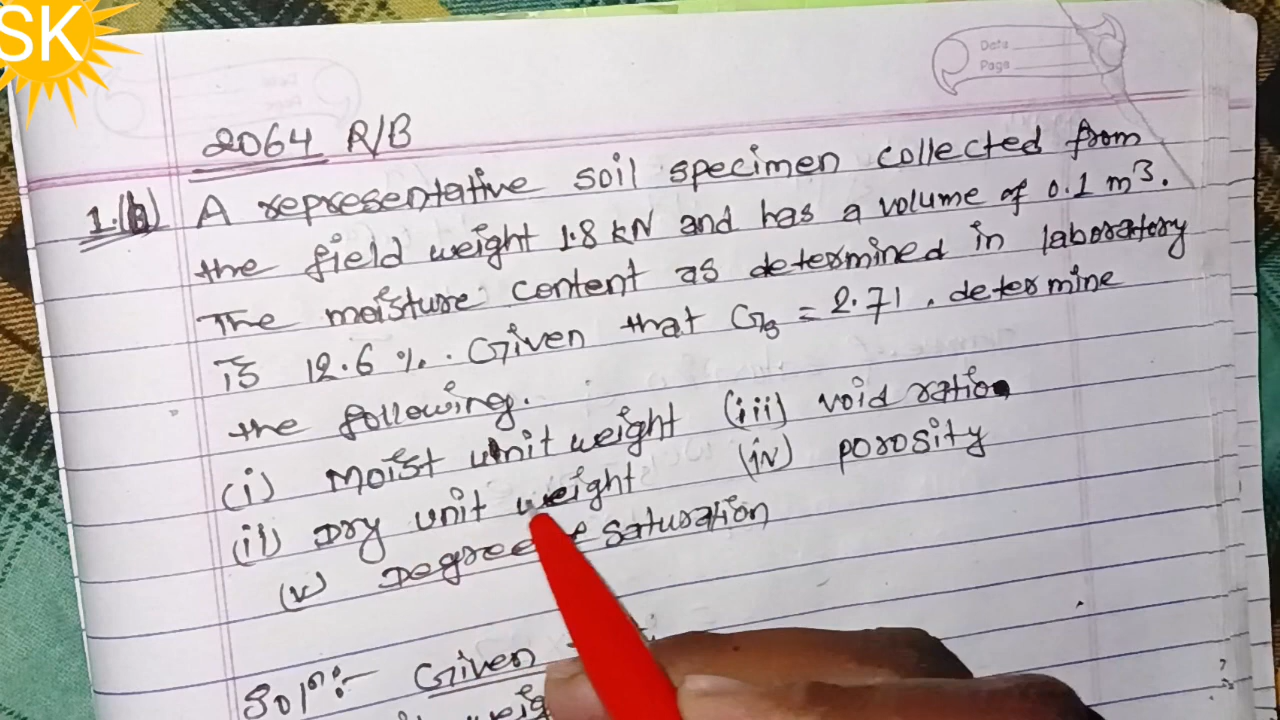 SK
Date
Page
2064 R/B
1.(b) A representative soil specimen collected from
the field weight 1.8 kN and has a volume of 0.1 m³.
The moisture content as determined in laboratory
is 12.6 %. Given that Gs = 2.71, determine
the following.
(i) Moist unit weight (iii) void ratio
(ii) Dry unit weight (iv) porosity
(v) Degree saturation
Solⁿ:- Given